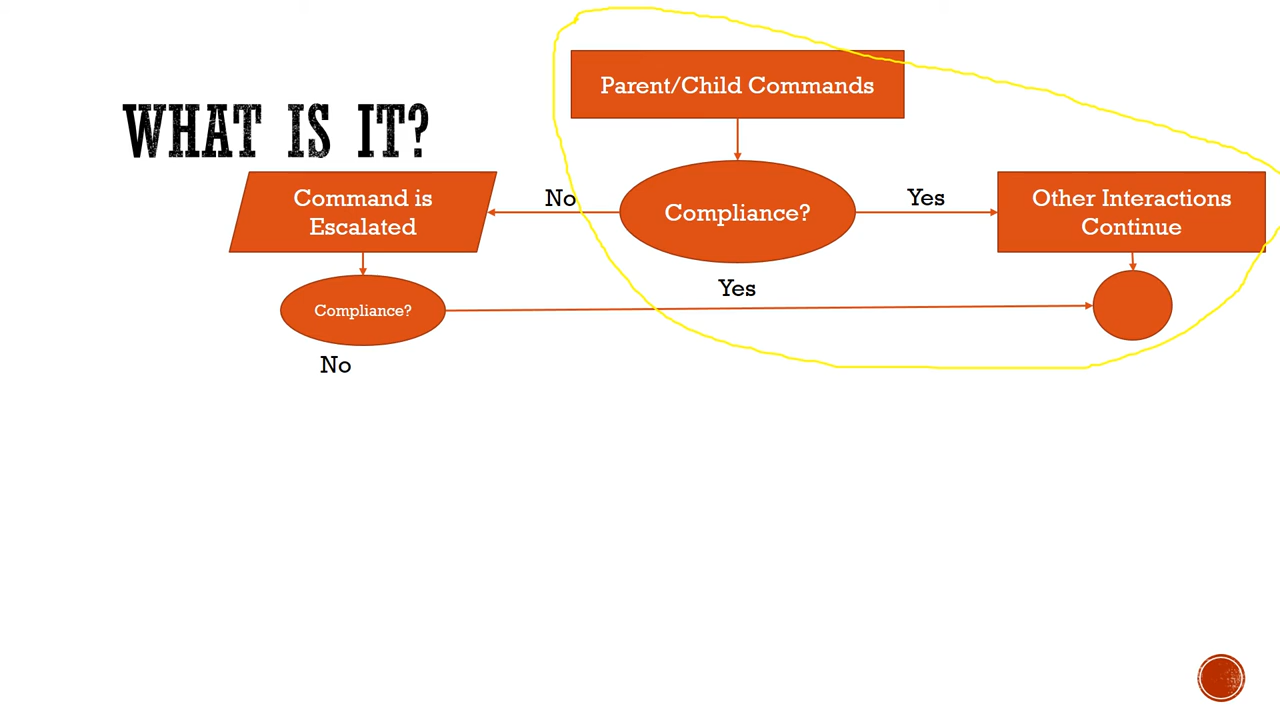 WHAT IS IT?
Parent/Child Commands
Command is
Escalated
No
Compliance?
Yes
Other Interactions
Continue
Yes
Compliance?
No